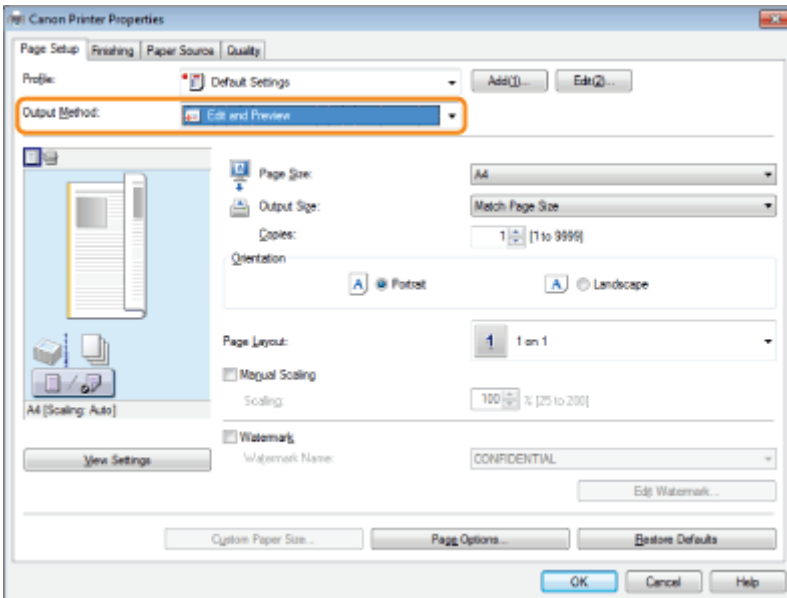 Canon Printer Properties
Page Setup Finishing Paper Source Quality
Profile: Default Settings Add(1)... Edit(2)...
Output Method: Edit and Preview
Page Size: A4
Output Size: Match Page Size
Copies: 1 [1 to 9999]
Orientation
A Portrait A Landscape
Page Layout: 1 1 on 1
Manual Scaling
Scaling: 100 % [25 to 200]
A4 [Scaling: Auto]
Watermark
View Settings Watermark Name: CONFIDENTIAL
Edit Watermark...
Custom Paper Size... Page Options... Restore Defaults
OK Cancel Help